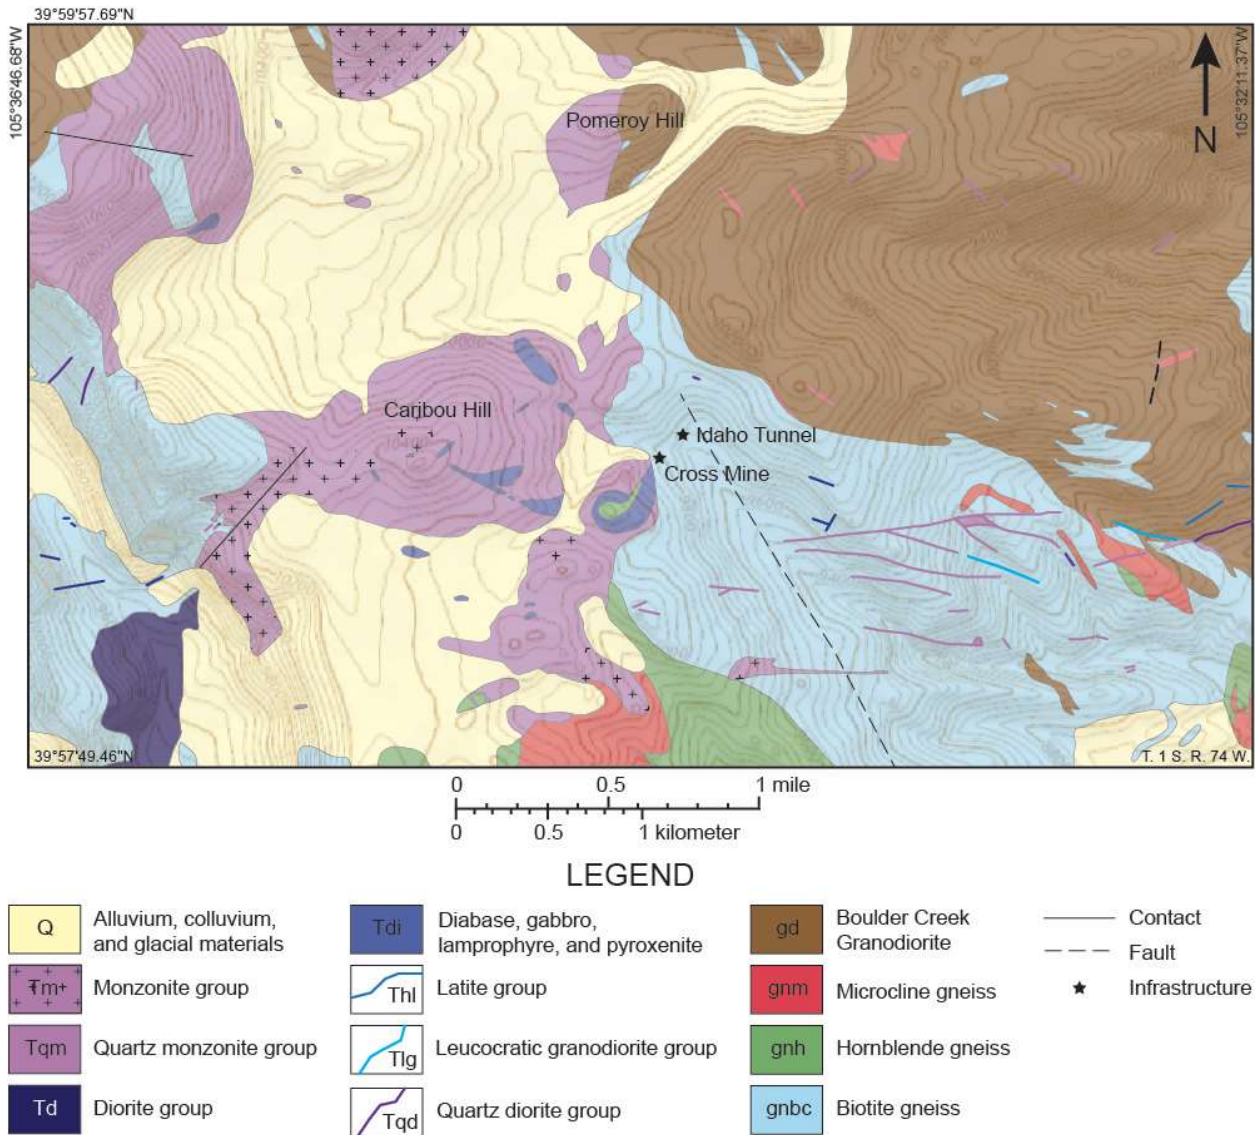 39°59'57.69"N
105°36'46.68"W
105°32'11.37"W
N
Pomeroy Hill
Caribou Hill
Idaho Tunnel
Cross Mine
39°57'49.46"N
T. 1 S. R. 74 W.
0 0.5 1 mile
0 0.5 1 kilometer
LEGEND
Q Alluvium, colluvium,
and glacial materials
Tm Monzonite group
Tqm Quartz monzonite group
Td Diorite group
Tdi Diabase, gabbro,
lamprophyre, and pyroxenite
Thl Latite group
Tlg Leucocratic granodiorite group
Tqd Quartz diorite group
gd Boulder Creek
Granodiorite
gnm Microcline gneiss
gnh Hornblende gneiss
gnbc Biotite gneiss
Contact
Fault
Infrastructure